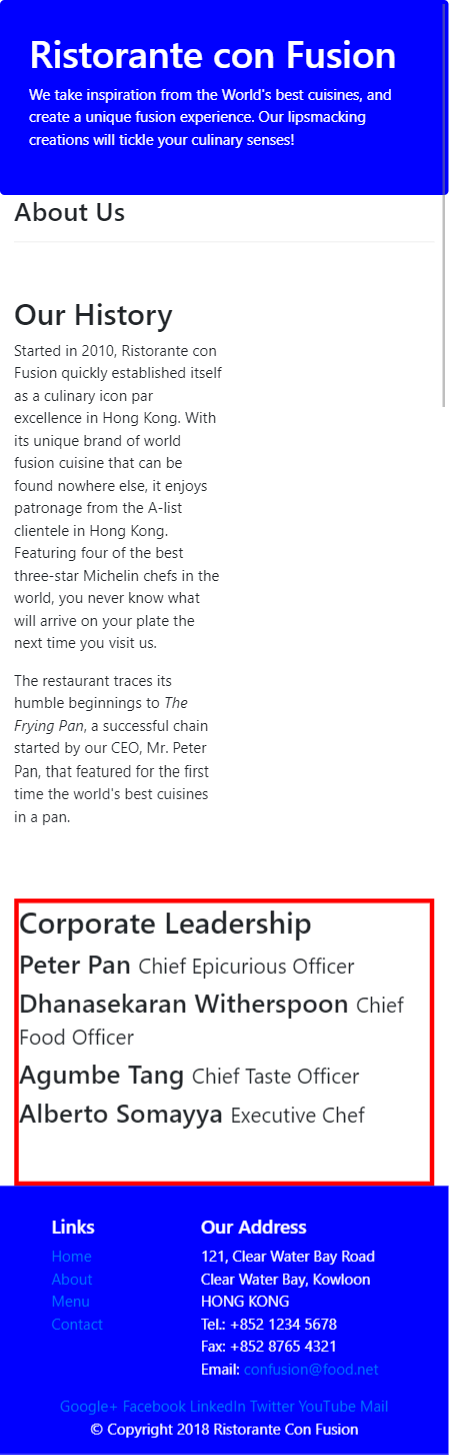 Ristorante con Fusion
We take inspiration from the World's best cuisines, and
create a unique fusion experience. Our lipsmacking
creations will tickle your culinary senses!
About Us
Our History
Started in 2010, Ristorante con
Fusion quickly established itself
as a culinary icon par
excellence in Hong Kong. With
its unique brand of world
fusion cuisine that can be
found nowhere else, it enjoys
patronage from the A-list
clientele in Hong Kong.
Featuring four of the best
three-star Michelin chefs in the
world, you never know what
will arrive on your plate the
next time you visit us.
The restaurant traces its
humble beginnings to The
Frying Pan, a successful chain
started by our CEO, Mr. Peter
Pan, that featured for the first
time the world's best cuisines
in a pan.
Corporate Leadership
Peter Pan Chief Epicurious Officer
Dhanasekaran Witherspoon Chief
Food Officer
Agumbe Tang Chief Taste Officer
Alberto Somayya Executive Chef
Links
Home
About
Menu
Contact
Our Address
121, Clear Water Bay Road
Clear Water Bay, Kowloon
HONG KONG
Tel.: +852 1234 5678
Fax: +852 8765 4321
Email: confusion@food.net
Google+ Facebook LinkedIn Twitter YouTube Mail
© Copyright 2018 Ristorante Con Fusion